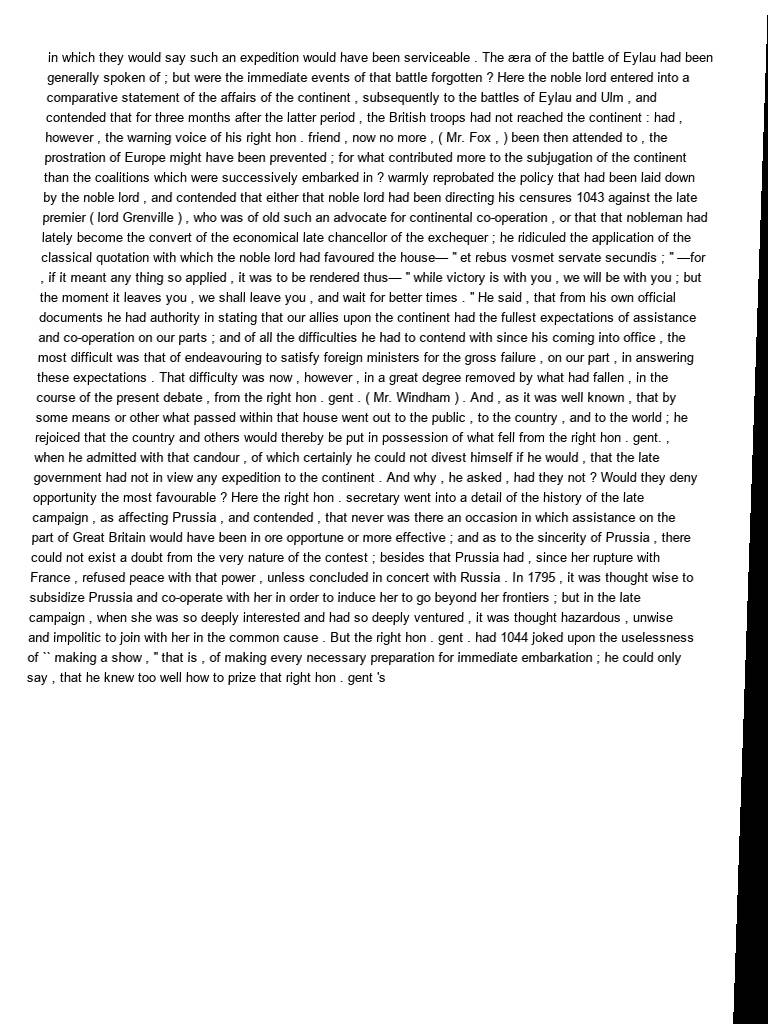 in which they would say such an expedition would have been serviceable . The æra of the battle of Eylau had been
generally spoken of ; but were the immediate events of that battle forgotten ? Here the noble lord entered into a
comparative statement of the affairs of the continent , subsequently to the battles of Eylau and Ulm , and
contended that for three months after the latter period , the British troops had not reached the continent : had ,
however , the warning voice of his right hon . friend , now no more , ( Mr. Fox , ) been then attended to , the
prostration of Europe might have been prevented ; for what contributed more to the subjugation of the continent
than the coalitions which were successively embarked in ? warmly reprobated the policy that had been laid down
by the noble lord , and contended that either that noble lord had been directing his censures 1043 against the late
premier ( lord Grenville ) , who was of old such an advocate for continental co-operation , or that that nobleman had
lately become the convert of the economical late chancellor of the exchequer ; he ridiculed the application of the
classical quotation with which the noble lord had favoured the house— " et rebus vosmet servate secundis ; " —for
, if it meant any thing so applied , it was to be rendered thus— " while victory is with you , we will be with you ; but
the moment it leaves you , we shall leave you , and wait for better times . " He said , that from his own official
documents he had authority in stating that our allies upon the continent had the fullest expectations of assistance
and co-operation on our parts ; and of all the difficulties he had to contend with since his coming into office , the
most difficult was that of endeavouring to satisfy foreign ministers for the gross failure , on our part , in answering
these expectations . That difficulty was now , however , in a great degree removed by what had fallen , in the
course of the present debate , from the right hon . gent . ( Mr. Windham ) . And , as it was well known , that by
some means or other what passed within that house went out to the public , to the country , and to the world ; he
rejoiced that the country and others would thereby be put in possession of what fell from the right hon . gent. ,
when he admitted with that candour , of which certainly he could not divest himself if he would , that the late
government had not in view any expedition to the continent . And why , he asked , had they not ? Would they deny
opportunity the most favourable ? Here the right hon . secretary went into a detail of the history of the late
campaign , as affecting Prussia , and contended , that never was there an occasion in which assistance on the
part of Great Britain would have been in ore opportune or more effective ; and as to the sincerity of Prussia , there
could not exist a doubt from the very nature of the contest ; besides that Prussia had , since her rupture with
France , refused peace with that power , unless concluded in concert with Russia . In 1795 , it was thought wise to
subsidize Prussia and co-operate with her in order to induce her to go beyond her frontiers ; but in the late
campaign , when she was so deeply interested and had so deeply ventured , it was thought hazardous , unwise
and impolitic to join with her in the common cause . But the right hon . gent . had 1044 joked upon the uselessness
of `` making a show , " that is , of making every necessary preparation for immediate embarkation ; he could only
say , that he knew too well how to prize that right hon . gent 's